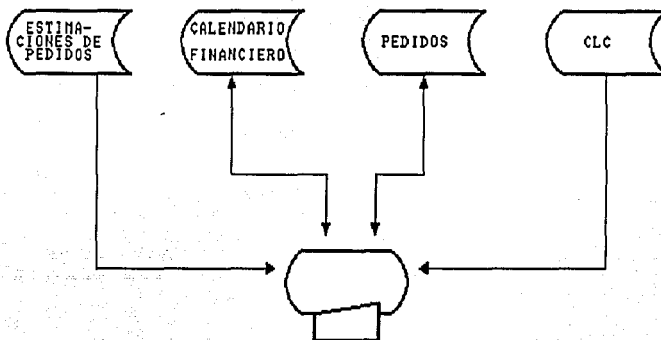 ESTIMA-
CIONES DE
PEDIDOS
CALENDARIO
FINANCIERO
PEDIDOS
CLC